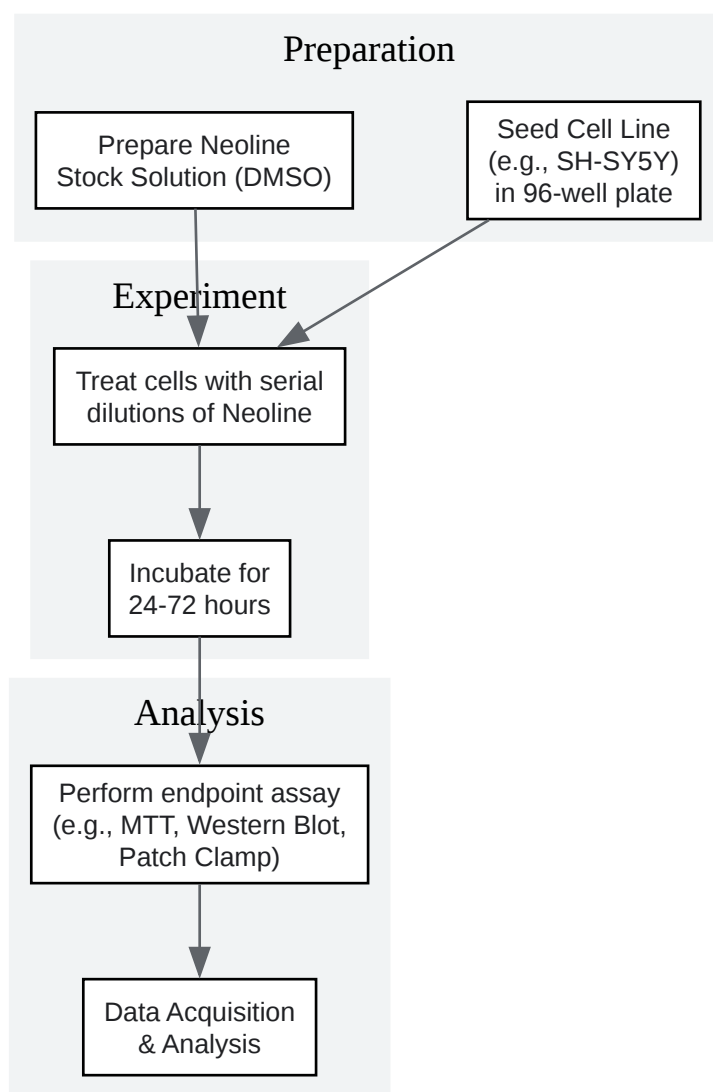 Preparation
Prepare Neoline
Stock Solution (DMSO)
Seed Cell Line
(e.g., SH-SY5Y)
in 96-well plate
Experiment
Treat cells with serial
dilutions of Neoline
Incubate for
24-72 hours
Analysis
Perform endpoint assay
(e.g., MTT, Western Blot,
Patch Clamp)
Data Acquisition
& Analysis